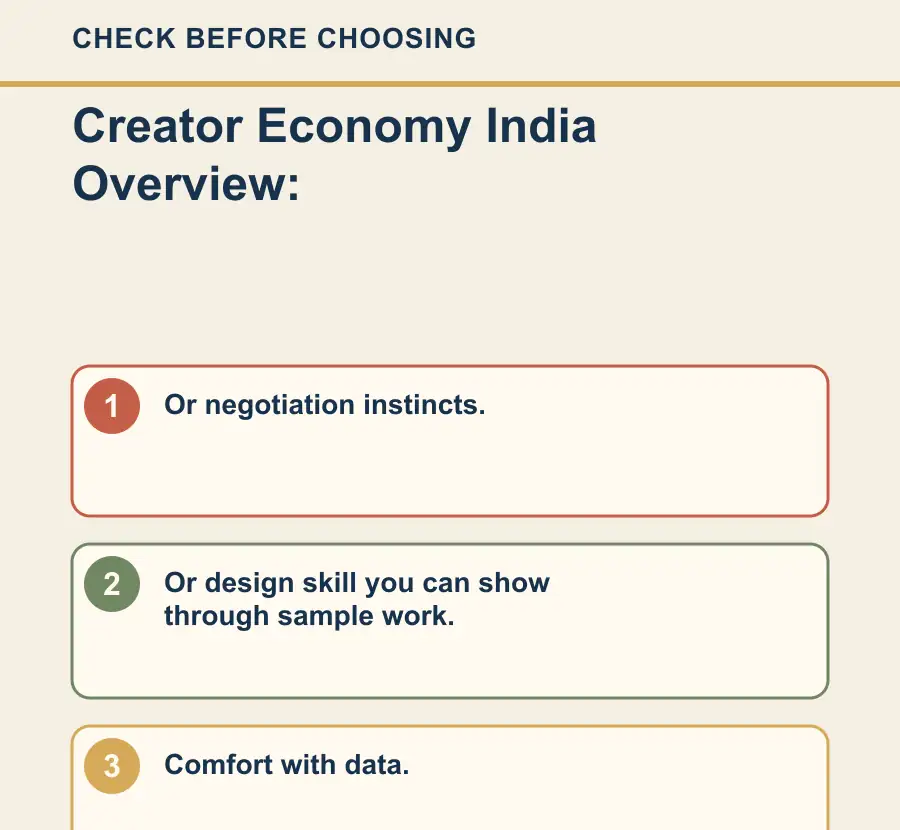 CHECK BEFORE CHOOSING
Creator Economy India
Overview:
1
Or negotiation instincts.
2
Or design skill you can show
through sample work.
3
Comfort with data.